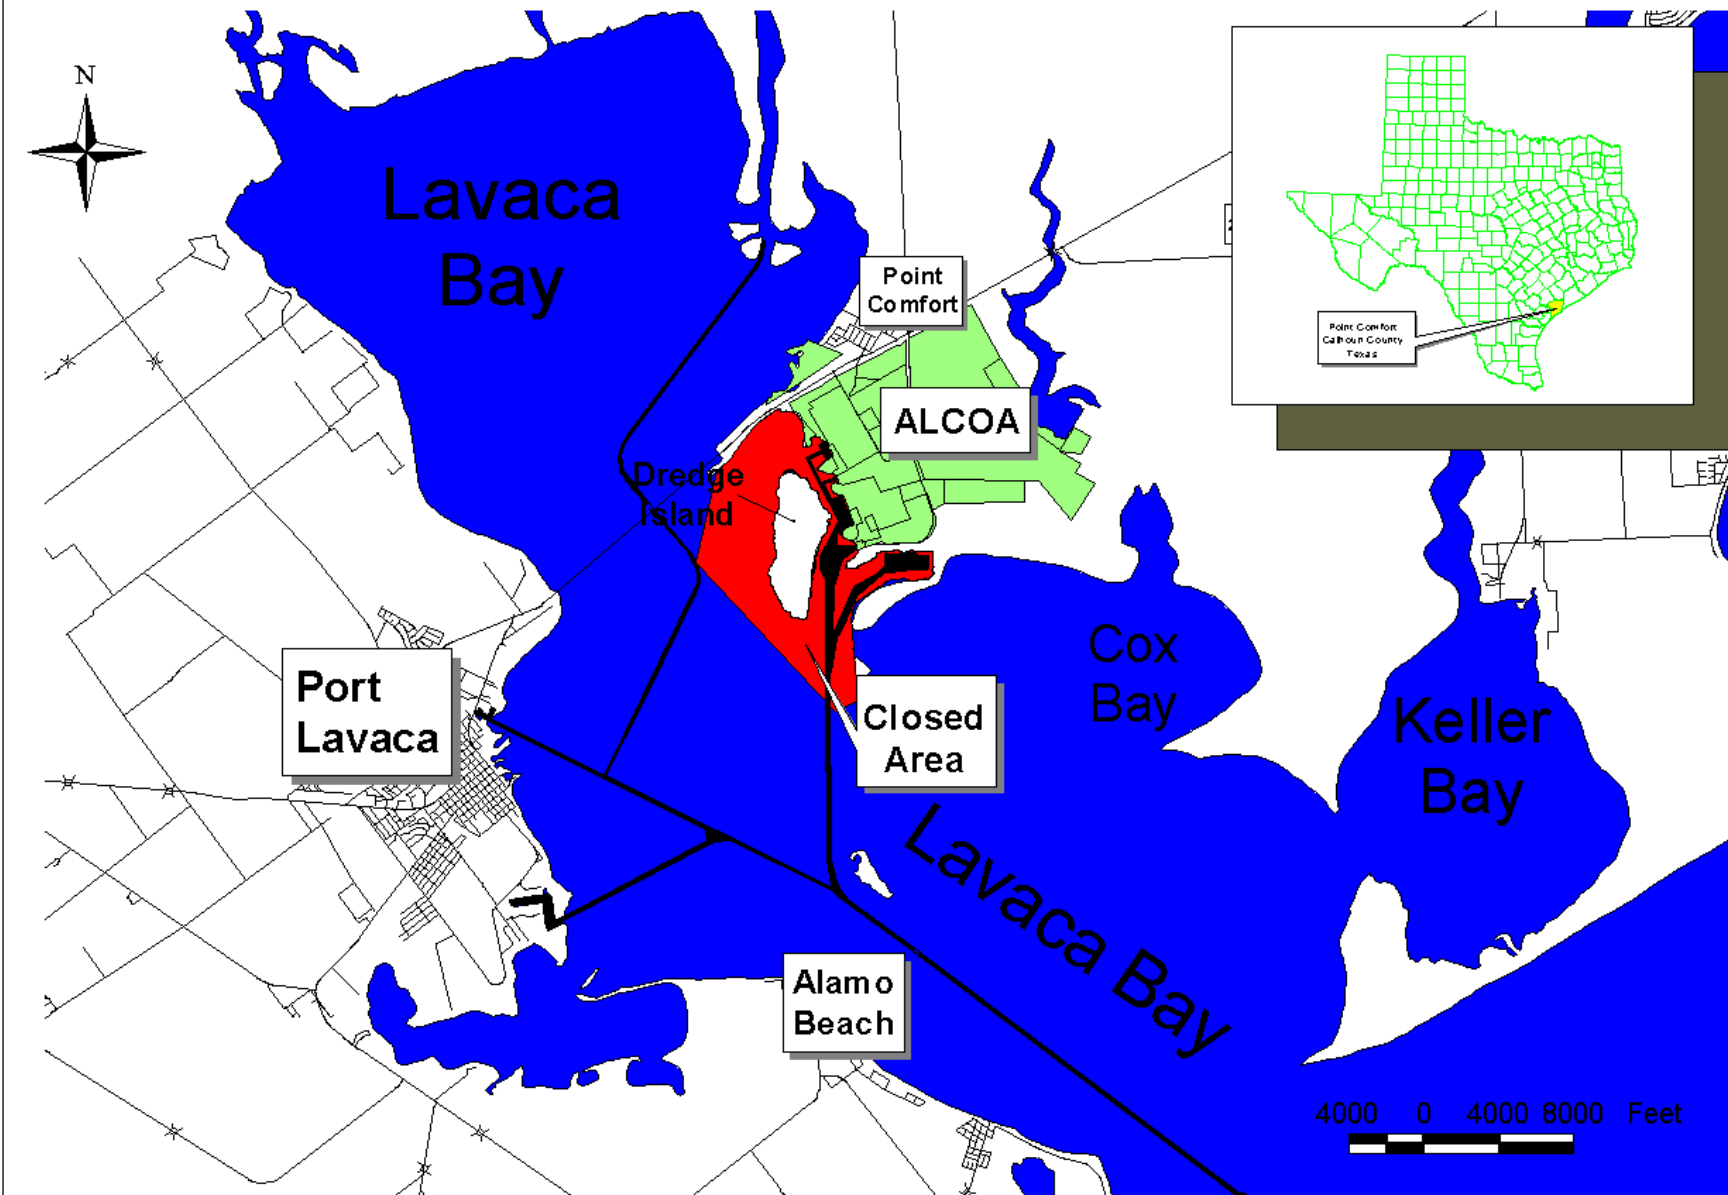 N
Lavaca
Bay
Point
Comfort
ALCOA
Dredge
Island
Port
Lavaca
Closed
Area
Cox
Bay
Keller
Bay
Lavaca Bay
Alamo
Beach
Point Comfort
Calhoun County
Texas
4000 0 4000 8000 Feet